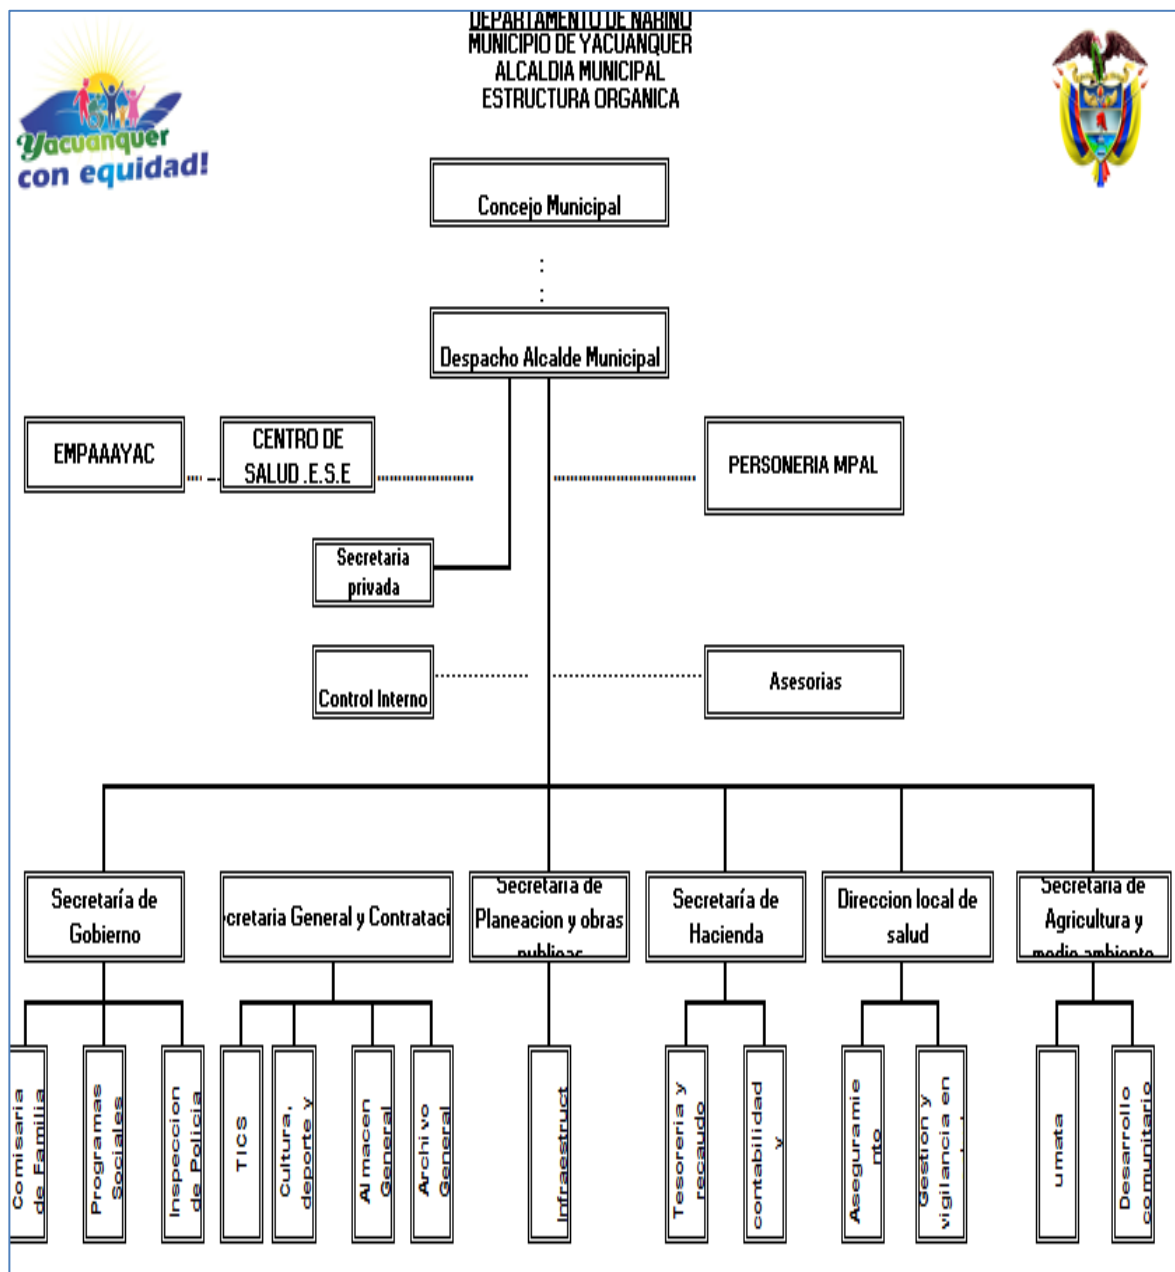 DEPARTAMENTO DE NARIÑO
MUNICIPIO DE YACUANQUER
ALCALDIA MUNICIPAL
ESTRUCTURA ORGANICA
Yacuanquer
con equidad!
Concejo Municipal
Despacho Alcalde Municipal
EMPAAAYAC
CENTRO DE
SALUD .E.S.E
PERSONERIA MPAL
Secretaria
privada
Control Interno
Asesorias
Secretaría de
Gobierno
cretaria General y Contrataci
Secretaria de
Planeacion y obras
publicas
Secretaría de
Hacienda
Direccion local de
salud
Secretaria de
Agricultura y
medio ambiente
Comisaria
de Familia
Programas
Sociales
Inspeccion
de Policia
TICS
Cultura,
deporte y
Almacen
General
Archivo
General
Infraestruct
Tesoreria y
recaudo
contabilidad
y
Aseguramie
nto
Gestion y
vigilancia en
umata
Desarrollo
comunitario